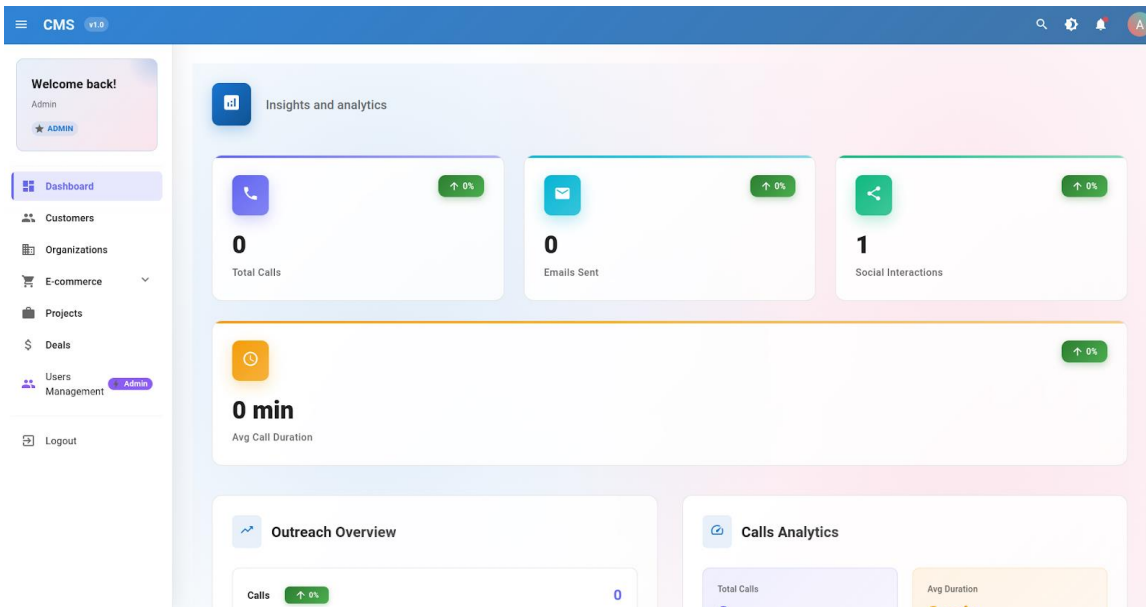 CMS v1.0
A
Welcome back!
Admin
ADMIN
Dashboard
Customers
Organizations
E-commerce
Projects
Deals
Users
Management
Admin
Logout
Insights and analytics
0%
0
Total Calls
0%
0
Emails Sent
0%
1
Social Interactions
0%
0 min
Avg Call Duration
Outreach Overview
Calls 0% 0
Calls Analytics
Total Calls
Avg Duration